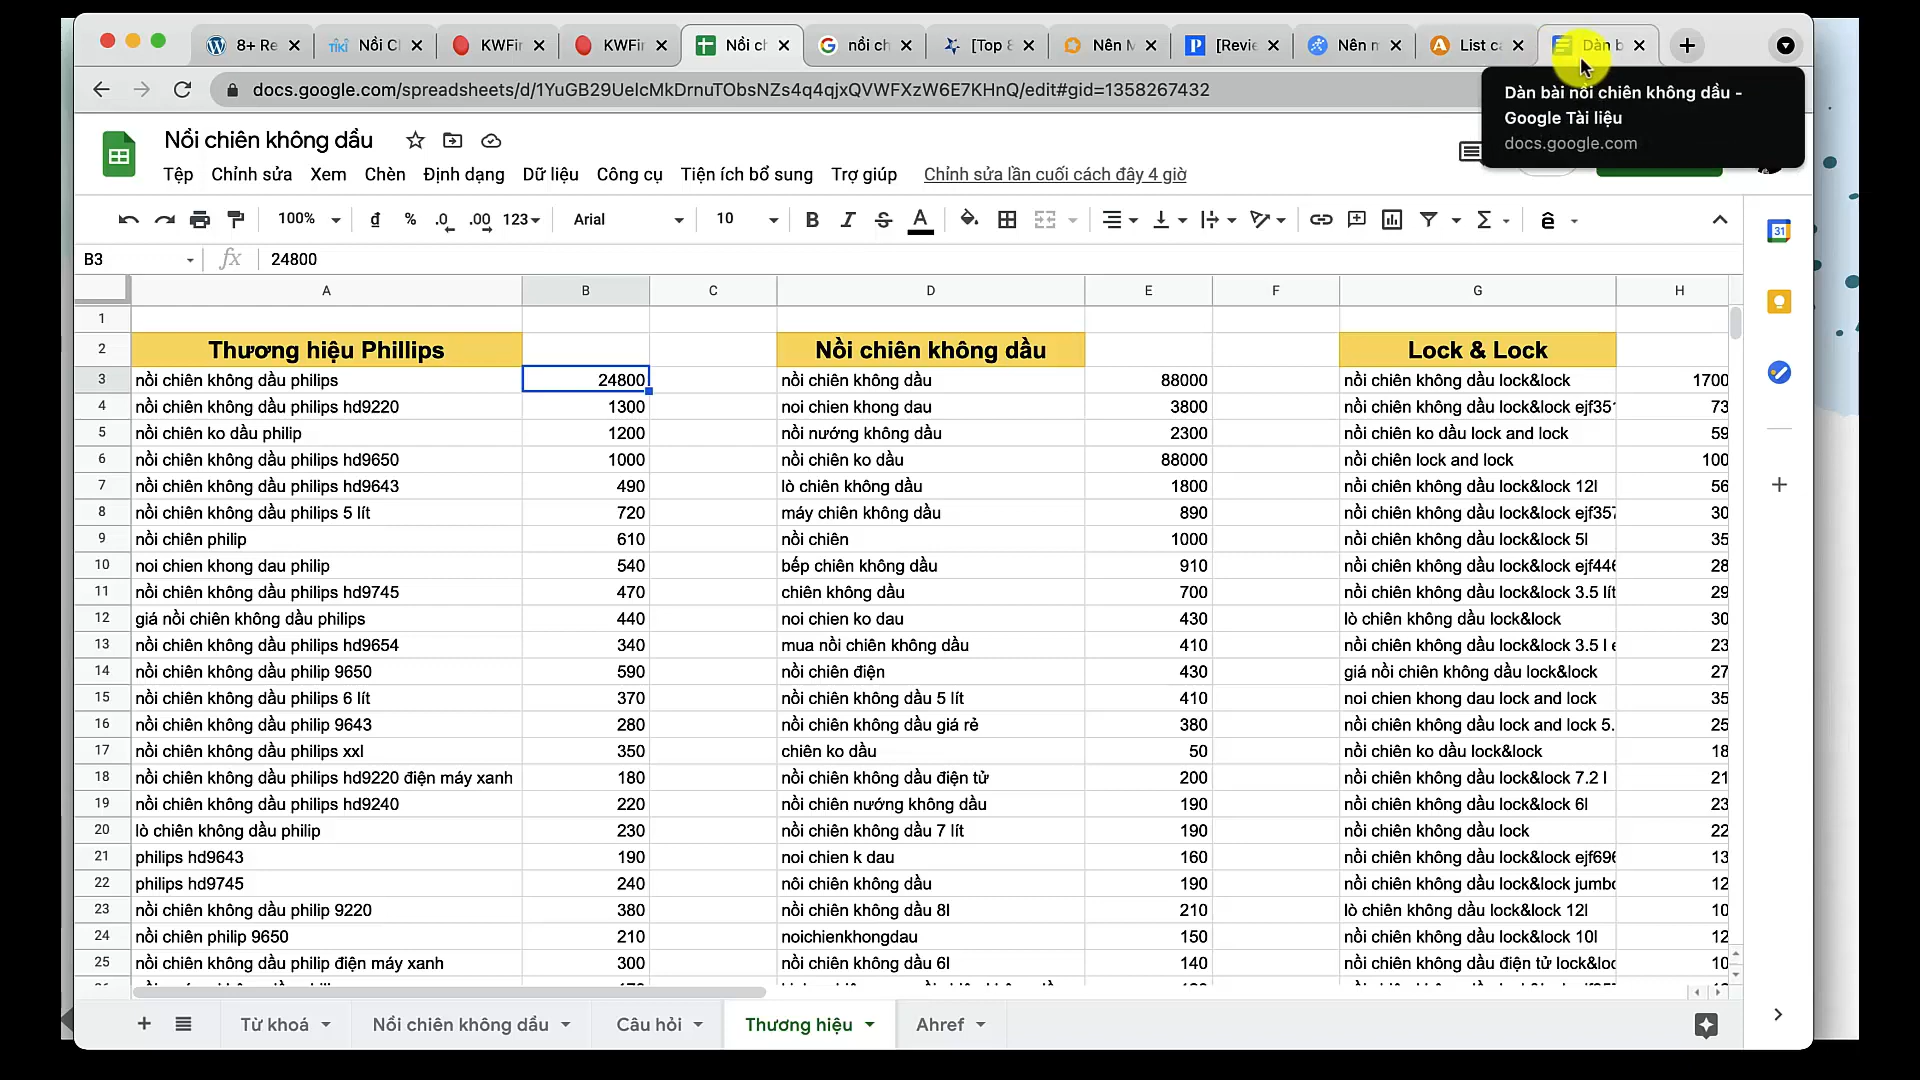 8+ Re
Nồi C
KWFir
KWFir
Nồi ch
nồi ch
[Top 8
Nên M
[Revie
Nên n
List c
Dàn b
docs.google.com/spreadsheets/d/1YuGB29UelcMkDrnuTObsNZs4q4qjxQVWFXzW6E7KHnQ/edit#gid=1358267432
Dàn bài nồi chiên không dầu -
Google Tài liệu
docs.google.com
Nồi chiên không dầu
Tệp Chỉnh sửa Xem Chèn Định dạng Dữ liệu Công cụ Tiện ích bổ sung Trợ giúp Chỉnh sửa lần cuối cách đây 4 giờ
100% đ % .0 .00 123 Arial 10 B I S A
B3 fx 24800
A B C D E F G H
1
2 Thương hiệu Phillips Nồi chiên không dầu Lock & Lock
3 nồi chiên không dầu philips 24800 nồi chiên không dầu 88000 nồi chiên không dầu lock&lock 1700
4 nồi chiên không dầu philips hd9220 1300 noi chien khong dau 3800 nồi chiên không dầu lock&lock ejf351 73
5 nồi chiên ko dầu philip 1200 nồi nướng không dầu 2300 nồi chiên ko dầu lock and lock 59
6 nồi chiên không dầu philips hd9650 1000 nồi chiên ko dầu 88000 nồi chiên lock and lock 100
7 nồi chiên không dầu philips hd9643 490 lò chiên không dầu 1800 nồi chiên không dầu lock&lock 12l 56
8 nồi chiên không dầu philips 5 lít 720 máy chiên không dầu 890 nồi chiên không dầu lock&lock ejf357 30
9 nồi chiên philip 610 nồi chiên 1000 nồi chiên không dầu lock&lock 5l 35
10 noi chien khong dau philip 540 bếp chiên không dầu 910 nồi chiên không dầu lock&lock ejf446 28
11 nồi chiên không dầu philips hd9745 470 chiên không dầu 700 nồi chiên không dầu lock&lock 3.5 lít 29
12 giá nồi chiên không dầu philips 440 noi chien ko dau 430 lò chiên không dầu lock&lock 30
13 nồi chiên không dầu philips hd9654 340 mua nồi chiên không dầu 410 nồi chiên không dầu lock&lock 3.5 l e 23
14 nồi chiên không dầu philip 9650 590 nồi chiên điện 430 giá nồi chiên không dầu lock&lock 27
15 nồi chiên không dầu philips 6 lít 370 nồi chiên không dầu 5 lít 410 noi chien khong dau lock and lock 35
16 nồi chiên không dầu philip 9643 280 nồi chiên không dầu giá rẻ 380 nồi chiên không dầu lock and lock 5. 25
17 nồi chiên không dầu philips xxl 350 chiên ko dầu 50 nồi chiên ko dầu lock&lock 18
18 nồi chiên không dầu philips hd9220 điện máy xanh 180 nồi chiên không dầu điện tử 200 nồi chiên không dầu lock&lock 7.2 l 21
19 nồi chiên không dầu philips hd9240 220 nồi chiên nướng không dầu 190 nồi chiên không dầu lock&lock 6l 23
20 lò chiên không dầu philip 230 nồi chiên không dầu 7 lít 190 nồi chiên không dầu lock 22
21 philips hd9643 190 noi chien k dau 160 nồi chiên không dầu lock&lock ejf696 13
22 philips hd9745 240 nôi chiên không dầu 190 nồi chiên không dầu lock&lock jumbo 12
23 nồi chiên không dầu philip 9220 380 nồi chiên không dầu 8l 210 lò chiên không dầu lock&lock 12l 10
24 nồi chiên philip 9650 210 noichienkhongdau 150 nồi chiên không dầu lock&lock 10l 12
25 nồi chiên không dầu philip điện máy xanh 300 nồi chiên không dầu 6l 140 nồi chiên không dầu điện tử lock&loc 10
Từ khoá Nồi chiên không dầu Câu hỏi Thương hiệu Ahref